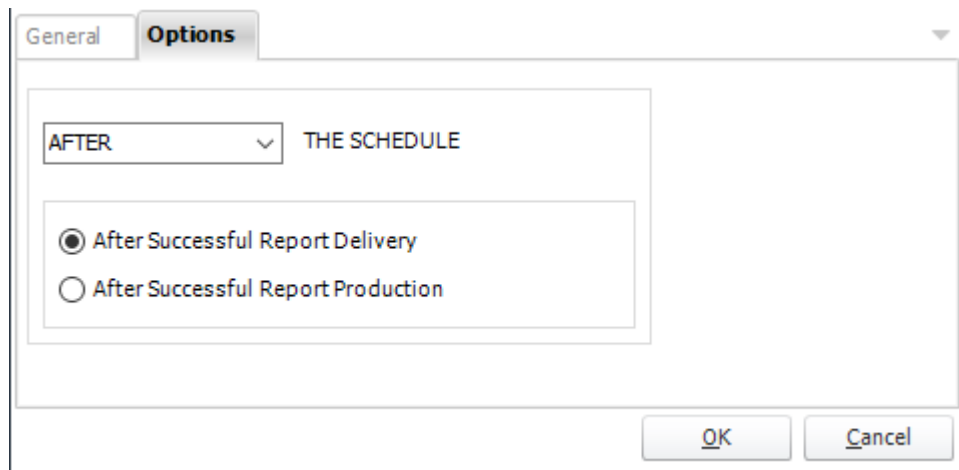 General Options
AFTER THE SCHEDULE
After Successful Report Delivery
After Successful Report Production
OK Cancel